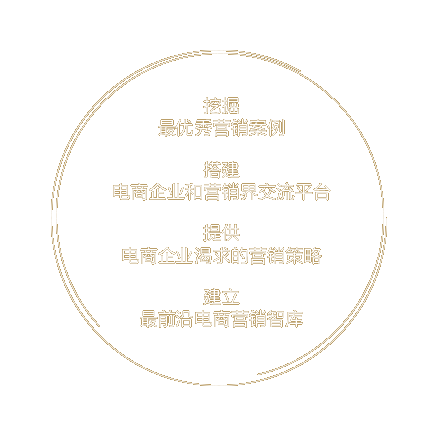 挖掘
最优秀营销案例
搭建
电商企业和营销界交流平台
提供
电商企业渴求的营销策略
建立
最前沿电商营销智库